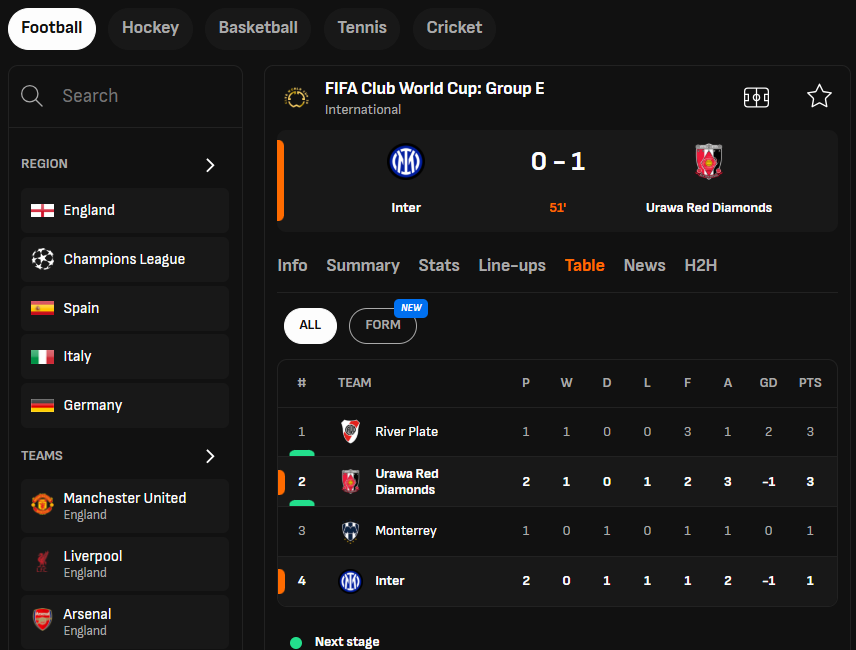 Football Hockey Basketball Tennis Cricket
Search
REGION
England
Champions League
Spain
Italy
Germany
TEAMS
Manchester United
England
Liverpool
England
Arsenal
England
FIFA Club World Cup: Group E
International
0 - 1
Inter 51' Urawa Red Diamonds
Info Summary Stats Line-ups Table News H2H
NEW
ALL FORM
# TEAM P W D L F A GD PTS
1 River Plate 1 1 0 0 3 1 2 3
2 Urawa Red Diamonds 2 1 0 1 2 3 -1 3
3 Monterrey 1 0 1 0 1 1 0 1
4 Inter 2 0 1 1 1 2 -1 1
Next stage